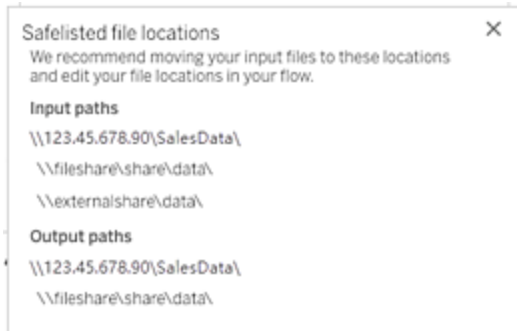 Safelisted file locations
We recommend moving your input files to these locations
and edit your file locations in your flow.
Input paths
\\123.45.678.90\SalesData\
\\fileshare\share\data\
\\externalshare\data\
Output paths
\\123.45.678.90\SalesData\
\\fileshare\share\data\